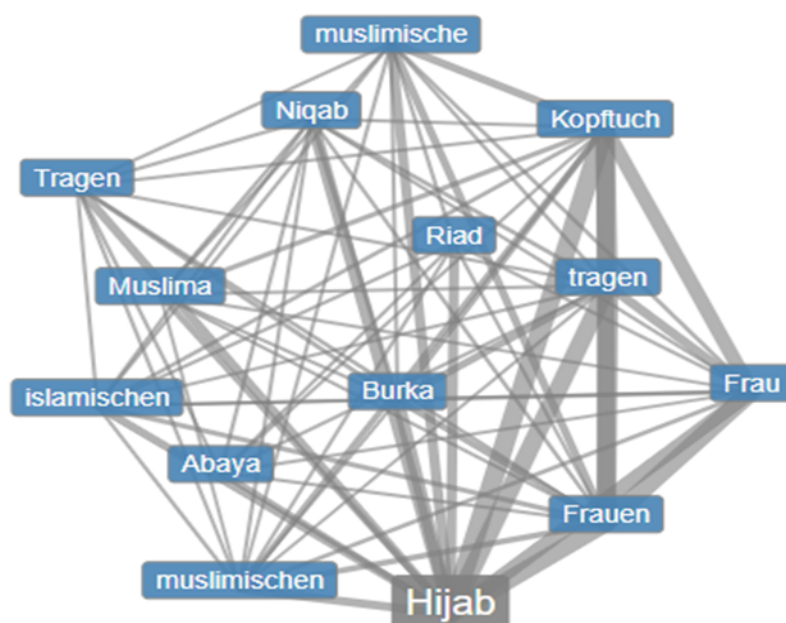 muslimische
Niqab
Kopftuch
Tragen
Riad
tragen
Muslima
Burka
Frau
islamischen
Abaya
Frauen
muslimischen
Hijab